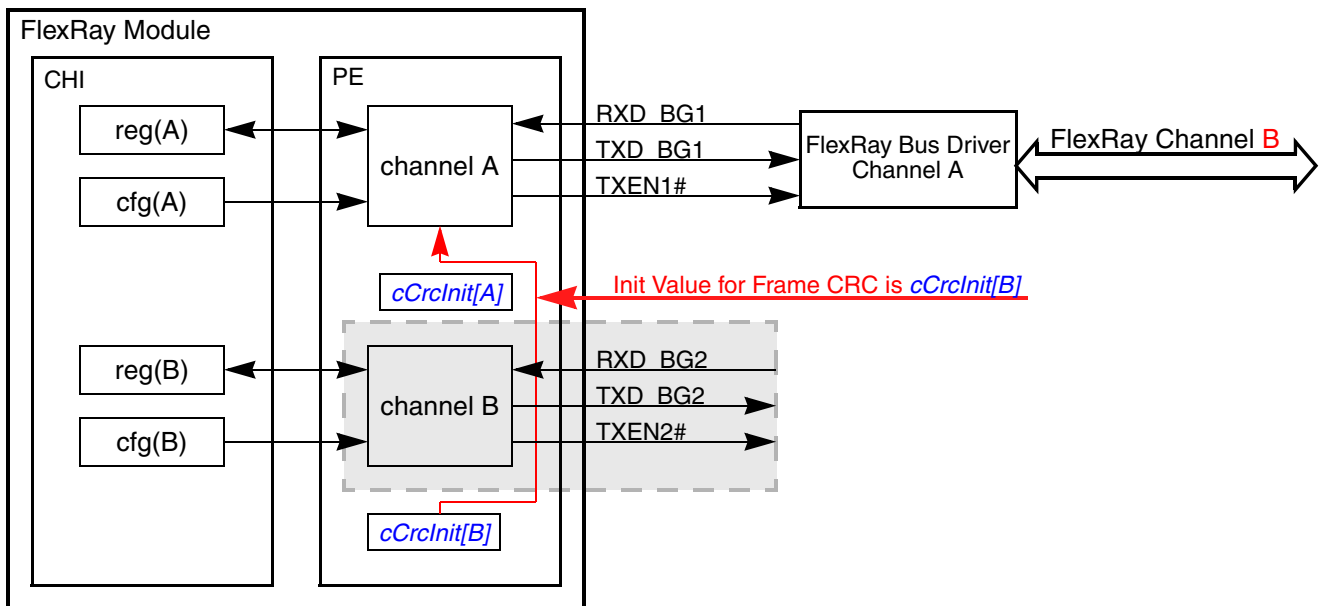 FlexRay Module
CHI
PE
reg(A)
cfg(A)
channel A
RXD_BG1
TXD_BG1
TXEN1#
FlexRay Bus Driver
Channel A
FlexRay Channel B
cCrcInit[A]
Init Value for Frame CRC is cCrcInit[B]
reg(B)
cfg(B)
channel B
RXD_BG2
TXD_BG2
TXEN2#
cCrcInit[B]